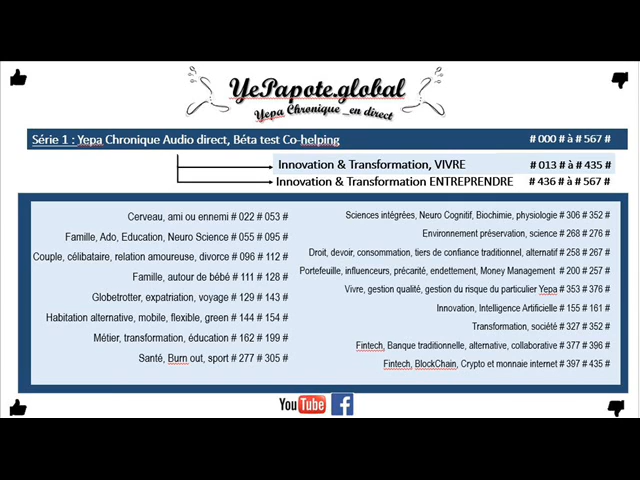 YePapote.global
Yepa Chronique _en direct
Série 1 : Yepa Chronique Audio direct, Béta test Co-helping # 000 # à # 567 #
Innovation & Transformation, VIVRE # 013 # à # 435 #
Innovation & Transformation ENTREPRENDRE # 436 # à # 567 #
Cerveau, ami ou ennemi # 022 # 053 #
Famille, Ado, Education, Neuro Science # 055 # 095 #
Couple, célibataire, relation amoureuse, divorce # 096 # 112 #
Famille, autour de bébé # 111 # 128 #
Globetrotter, expatriation, voyage # 129 # 143 #
Habitation alternative, mobile, flexible, green # 144 # 154 #
Métier, transformation, éducation # 162 # 199 #
Santé, Burn out, sport # 277 # 305 #
Sciences intégrées, Neuro Cognitif, Biochimie, physiologie # 306 # 352 #
Environnement préservation, science # 268 # 276 #
Droit, devoir, consommation, tiers de confiance traditionnel, alternatif # 258 # 267 #
Portefeuille, influenceurs, précarité, endettement, Money Management # 200 # 257 #
Vivre, gestion qualité, gestion du risque du particulier Yepa # 353 # 376 #
Innovation, Intelligence Artificielle # 155 # 161 #
Transformation, société # 327 # 352 #
Fintech, Banque traditionnelle, alternative, collaborative # 377 # 396 #
Fintech, BlockChain, Crypto et monnaie internet # 397 # 435 #
YouTube f